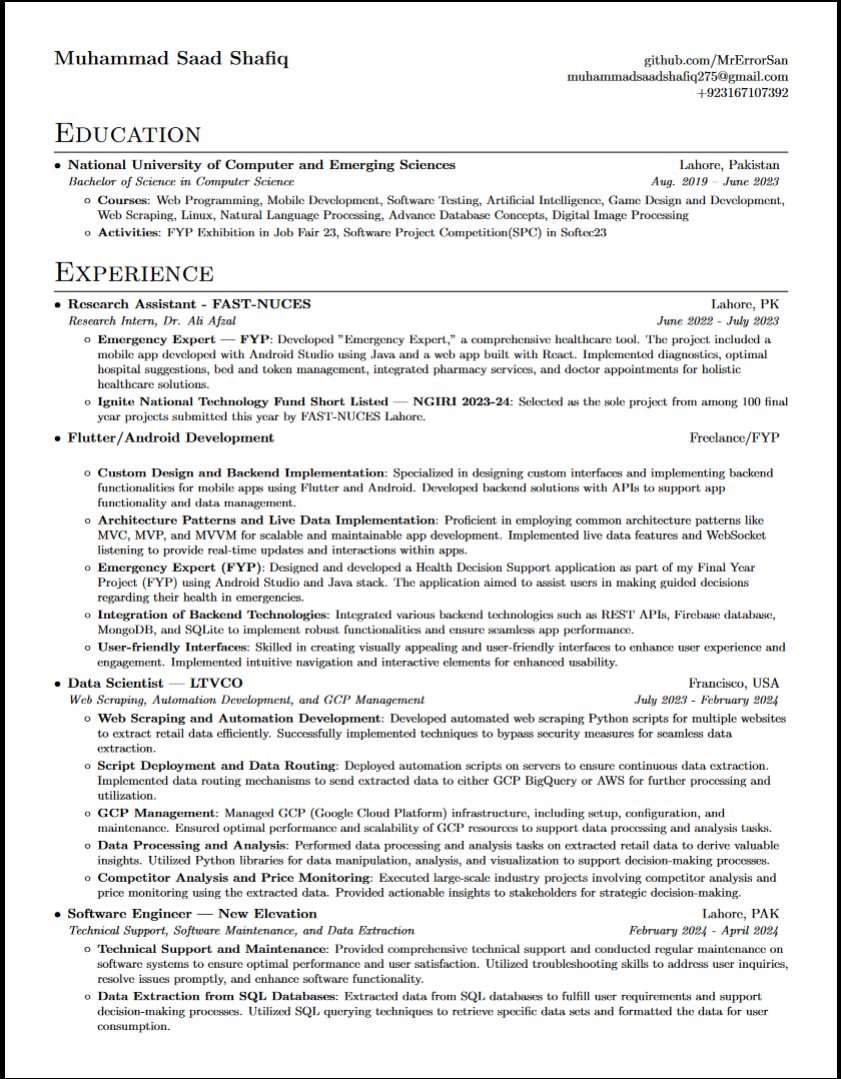 Muhammad Saad Shafiq
github.com/MrErrorSan
muhammadsaadshafiq275@gmail.com
+923167107392
Education
• National University of Computer and Emerging Sciences Lahore, Pakistan
Bachelor of Science in Computer Science Aug. 2019 – June 2023
◦ Courses: Web Programming, Mobile Development, Software Testing, Artificial Intelligence, Game Design and Development,
Web Scraping, Linux, Natural Language Processing, Advance Database Concepts, Digital Image Processing
◦ Activities: FYP Exhibition in Job Fair 23, Software Project Competition(SPC) in Softec23
Experience
• Research Assistant - FAST-NUCES Lahore, PK
Research Intern, Dr. Ali Afzal June 2022 - July 2023
◦ Emergency Expert — FYP: Developed "Emergency Expert," a comprehensive healthcare tool. The project included a
mobile app developed with Android Studio using Java and a web app built with React. Implemented diagnostics, optimal
hospital suggestions, bed and token management, integrated pharmacy services, and doctor appointments for holistic
healthcare solutions.
◦ Ignite National Technology Fund Short Listed — NGIRI 2023-24: Selected as the sole project from among 100 final
year projects submitted this year by FAST-NUCES Lahore.
• Flutter/Android Development Freelance/FYP
◦ Custom Design and Backend Implementation: Specialized in designing custom interfaces and implementing backend
functionalities for mobile apps using Flutter and Android. Developed backend solutions with APIs to support app
functionality and data management.
◦ Architecture Patterns and Live Data Implementation: Proficient in employing common architecture patterns like
MVC, MVP, and MVVM for scalable and maintainable app development. Implemented live data features and WebSocket
listening to provide real-time updates and interactions within apps.
◦ Emergency Expert (FYP): Designed and developed a Health Decision Support application as part of my Final Year
Project (FYP) using Android Studio and Java stack. The application aimed to assist users in making guided decisions
regarding their health in emergencies.
◦ Integration of Backend Technologies: Integrated various backend technologies such as REST APIs, Firebase database,
MongoDB, and SQLite to implement robust functionalities and ensure seamless app performance.
◦ User-friendly Interfaces: Skilled in creating visually appealing and user-friendly interfaces to enhance user experience and
engagement. Implemented intuitive navigation and interactive elements for enhanced usability.
• Data Scientist — LTVCO Francisco, USA
Web Scraping, Automation Development, and GCP Management July 2023 - February 2024
◦ Web Scraping and Automation Development: Developed automated web scraping Python scripts for multiple websites
to extract retail data efficiently. Successfully implemented techniques to bypass security measures for seamless data
extraction.
◦ Script Deployment and Data Routing: Deployed automation scripts on servers to ensure continuous data extraction.
Implemented data routing mechanisms to send extracted data to either GCP BigQuery or AWS for further processing and
utilization.
◦ GCP Management: Managed GCP (Google Cloud Platform) infrastructure, including setup, configuration, and
maintenance. Ensured optimal performance and scalability of GCP resources to support data processing and analysis tasks.
◦ Data Processing and Analysis: Performed data processing and analysis tasks on extracted retail data to derive valuable
insights. Utilized Python libraries for data manipulation, analysis, and visualization to support decision-making processes.
◦ Competitor Analysis and Price Monitoring: Executed large-scale industry projects involving competitor analysis and
price monitoring using the extracted data. Provided actionable insights to stakeholders for strategic decision-making.
• Software Engineer — New Elevation Lahore, PAK
Technical Support, Software Maintenance, and Data Extraction February 2024 - April 2024
◦ Technical Support and Maintenance: Provided comprehensive technical support and conducted regular maintenance on
software systems to ensure optimal performance and user satisfaction. Utilized troubleshooting skills to address user inquiries,
resolve issues promptly, and enhance software functionality.
◦ Data Extraction from SQL Databases: Extracted data from SQL databases to fulfill user requirements and support
decision-making processes. Utilized SQL querying techniques to retrieve specific data sets and formatted the data for user
consumption.